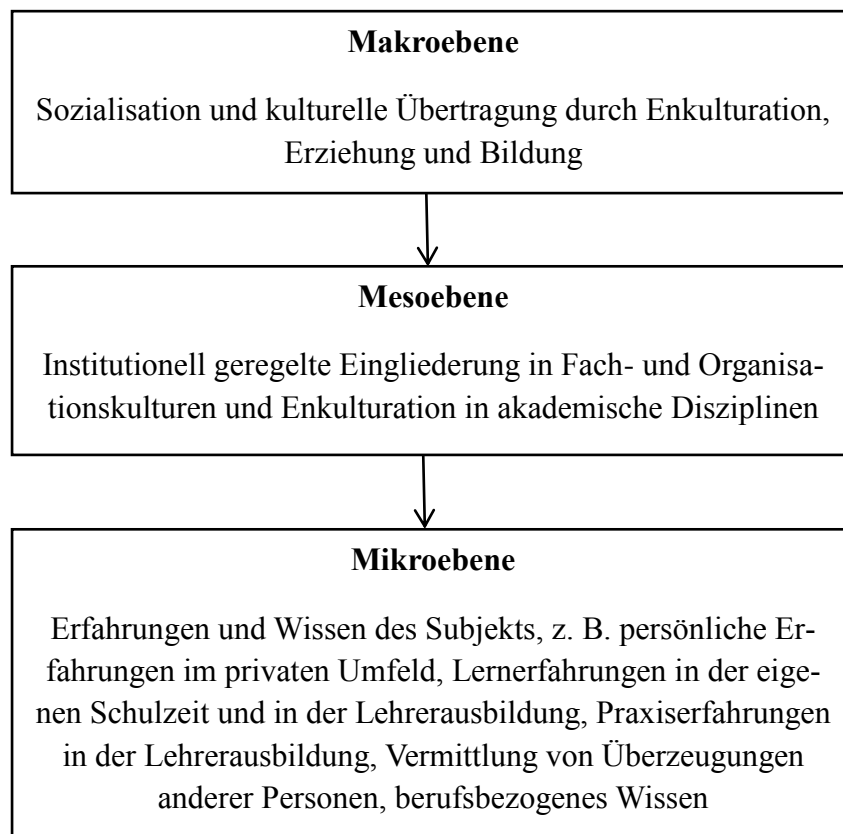 Makroebene
Sozialisation und kulturelle Übertragung durch Enkulturation,
Erziehung und Bildung
Mesoebene
Institutionell geregelte Eingliederung in Fach- und Organisa-
tionskulturen und Enkulturation in akademische Disziplinen
Mikroebene
Erfahrungen und Wissen des Subjekts, z. B. persönliche Er-
fahrungen im privaten Umfeld, Lernerfahrungen in der eige-
nen Schulzeit und in der Lehrerausbildung, Praxiserfahrungen
in der Lehrerausbildung, Vermittlung von Überzeugungen
anderer Personen, berufsbezogenes Wissen